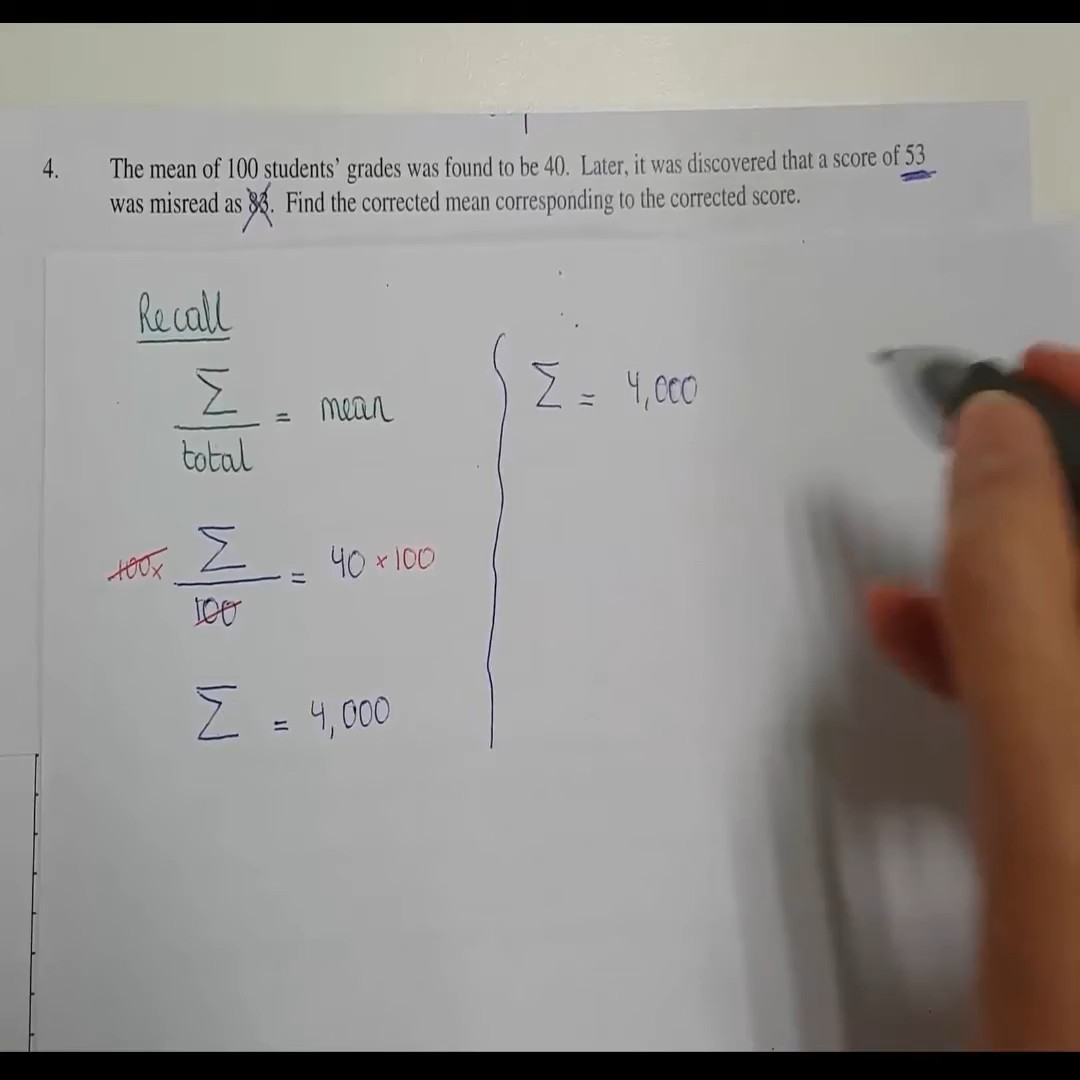 4. The mean of 100 students' grades was found to be 40. Later, it was discovered that a score of 53
was misread as 83. Find the corrected mean corresponding to the corrected score.
Recall
Σ
total
= mean
100x
Σ
100
= 40 × 100
Σ = 4,000
Σ = 4,000